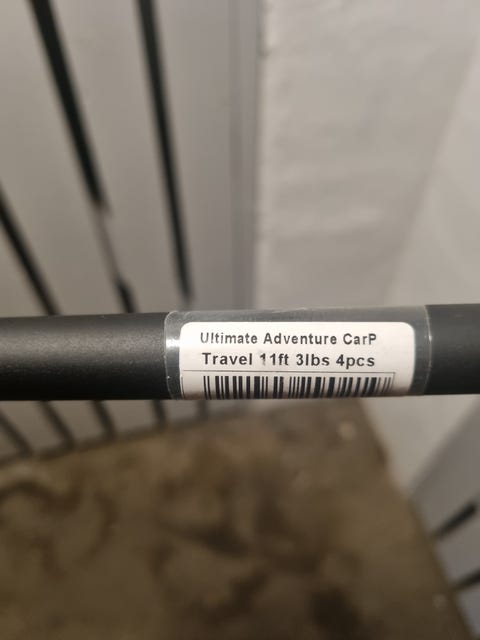 Ultimate Adventure CarP
Travel 11ft 3lbs 4pcs